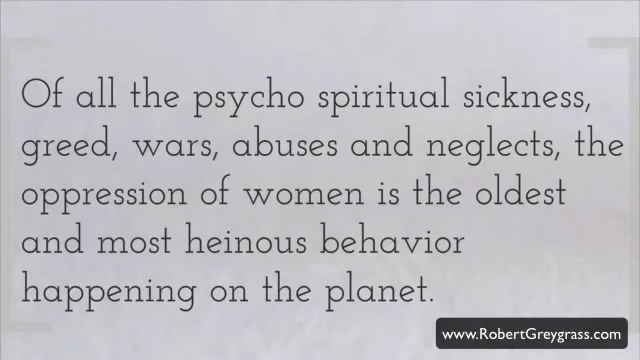 Of all the psycho spiritual sickness,
greed, wars, abuses and neglects, the
oppression of women is the oldest
and most heinous behavior
happening on the planet.
www.RobertGreygrass.com